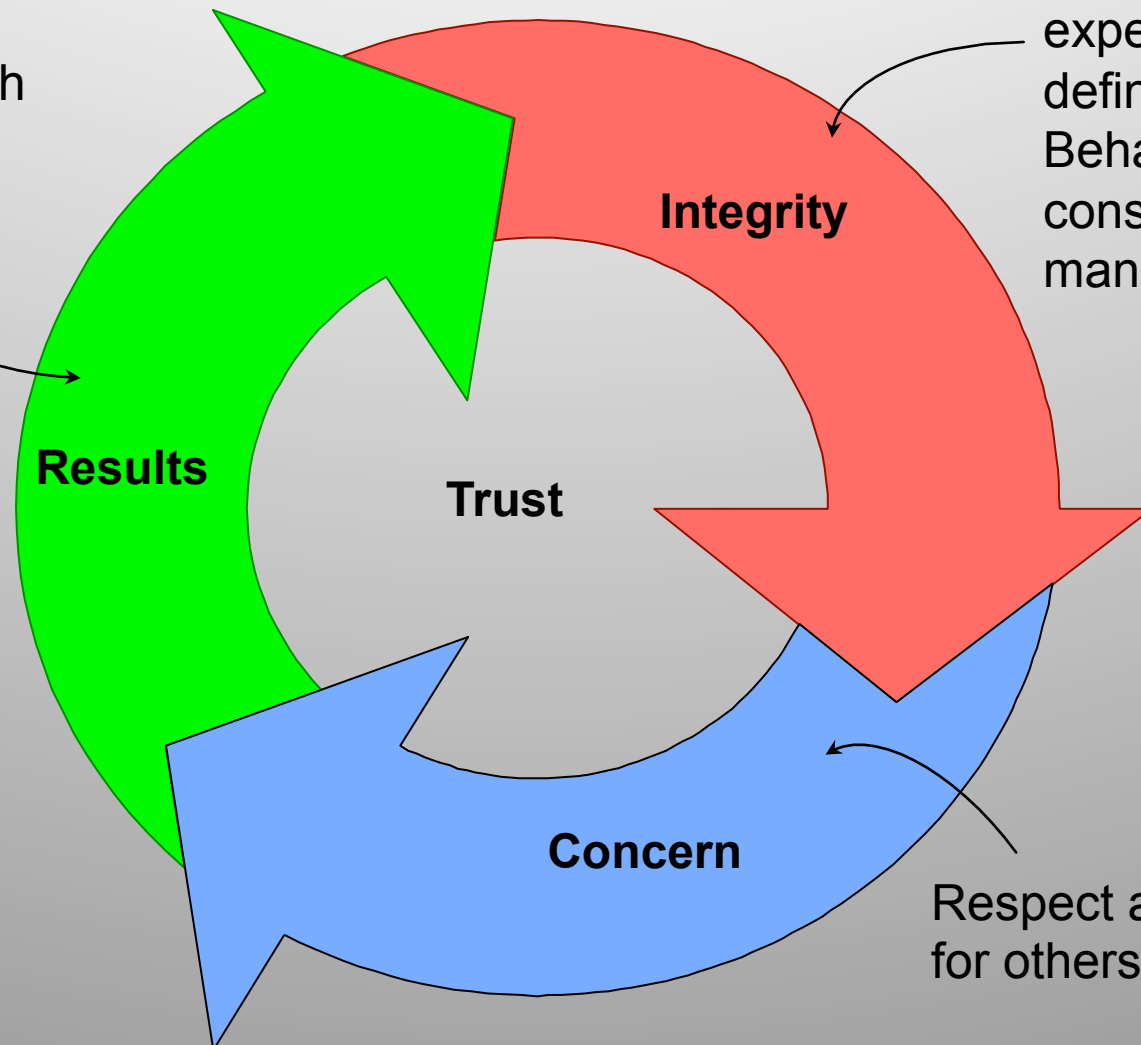 h
expe
defin
Beha
cons
man
Integrity
Results
Trust
Concern
Respect a
for others